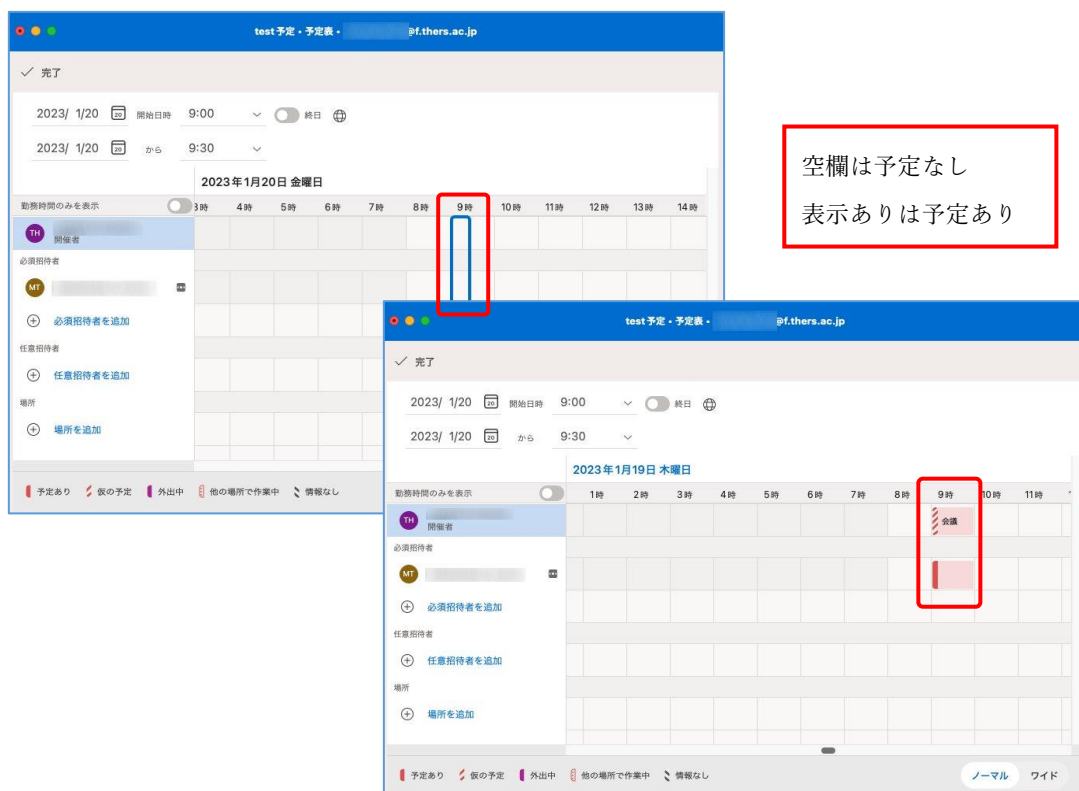 test 予定・予定表・ @f.thers.ac.jp
完了
2023/ 1/20 20 開始日時 9:00 終日
2023/ 1/20 20 から 9:30
2023年1月20日 金曜日
勤務時間のみを表示 3時 4時 5時 6時 7時 8時 9時 10時 11時 12時 13時 14時
TH 開催者
必須招待者
MT
必須招待者を追加
任意招待者
任意招待者を追加
場所
場所を追加
予定あり 仮の予定 外出中 他の場所で作業中 情報なし
空欄は予定なし
表示ありは予定あり
test 予定・予定表・ @f.thers.ac.jp
完了
2023/ 1/20 20 開始日時 9:00 終日
2023/ 1/20 20 から 9:30
2023年1月19日 木曜日
勤務時間のみを表示 1時 2時 3時 4時 5時 6時 7時 8時 9時 10時 11時
TH 開催者 会議
必須招待者
MT
必須招待者を追加
任意招待者
任意招待者を追加
場所
場所を追加
予定あり 仮の予定 外出中 他の場所で作業中 情報なし ノーマル ワイド